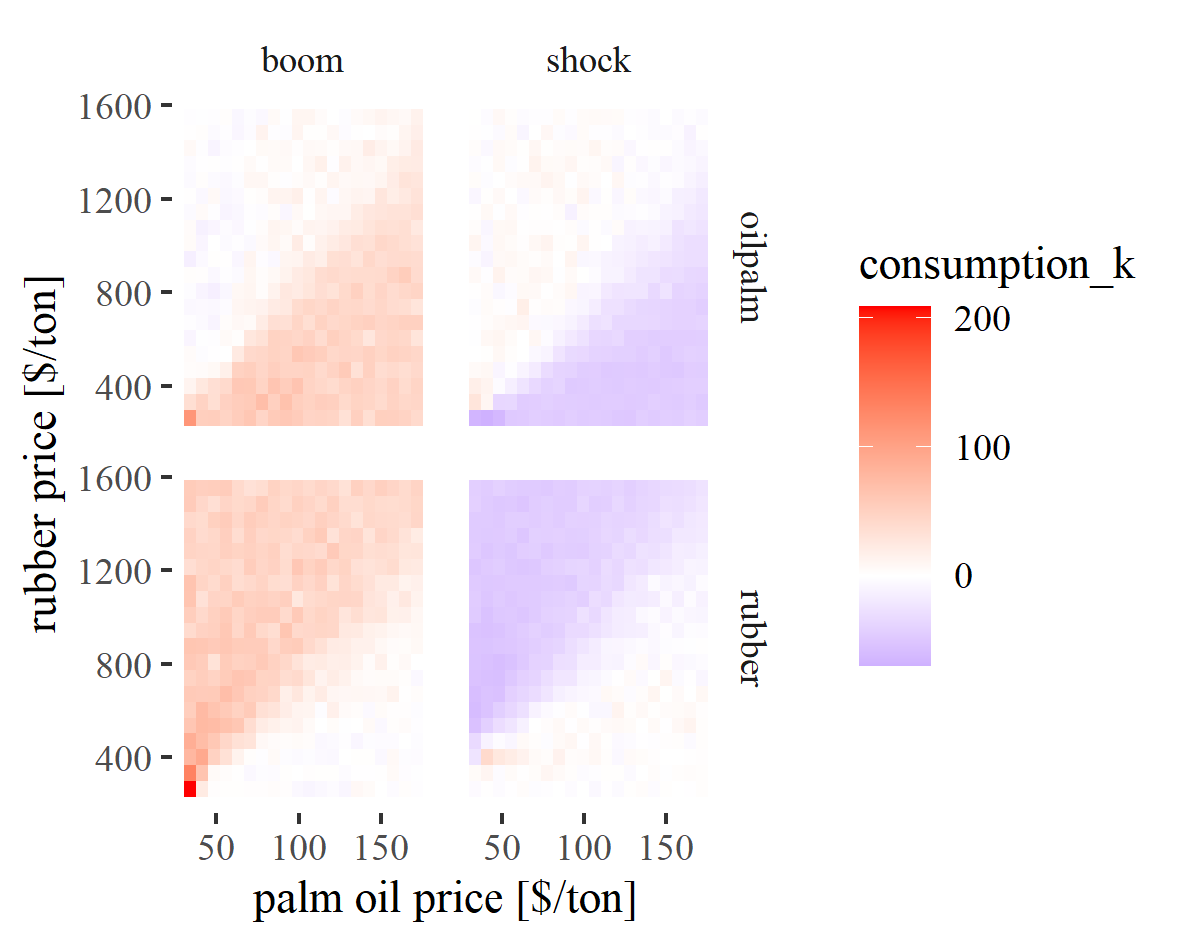 boom shock
1600
1200
800
400
oilpalm
1600
1200
800
400
rubber
rubber price [$/ton]
50 100 150 50 100 150
palm oil price [$/ton]
consumption_k
200
100
0